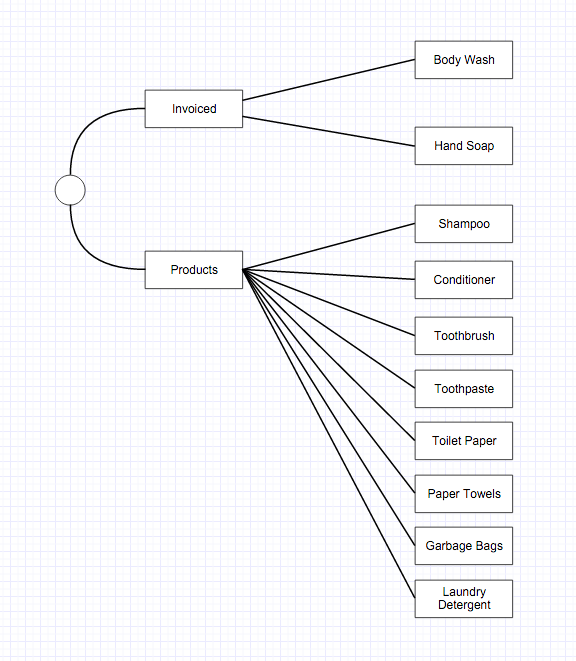 Body Wash
Invoiced
Hand Soap
Shampoo
Products
Conditioner
Toothbrush
Toothpaste
Toilet Paper
Paper Towels
Garbage Bags
Laundry
Detergent